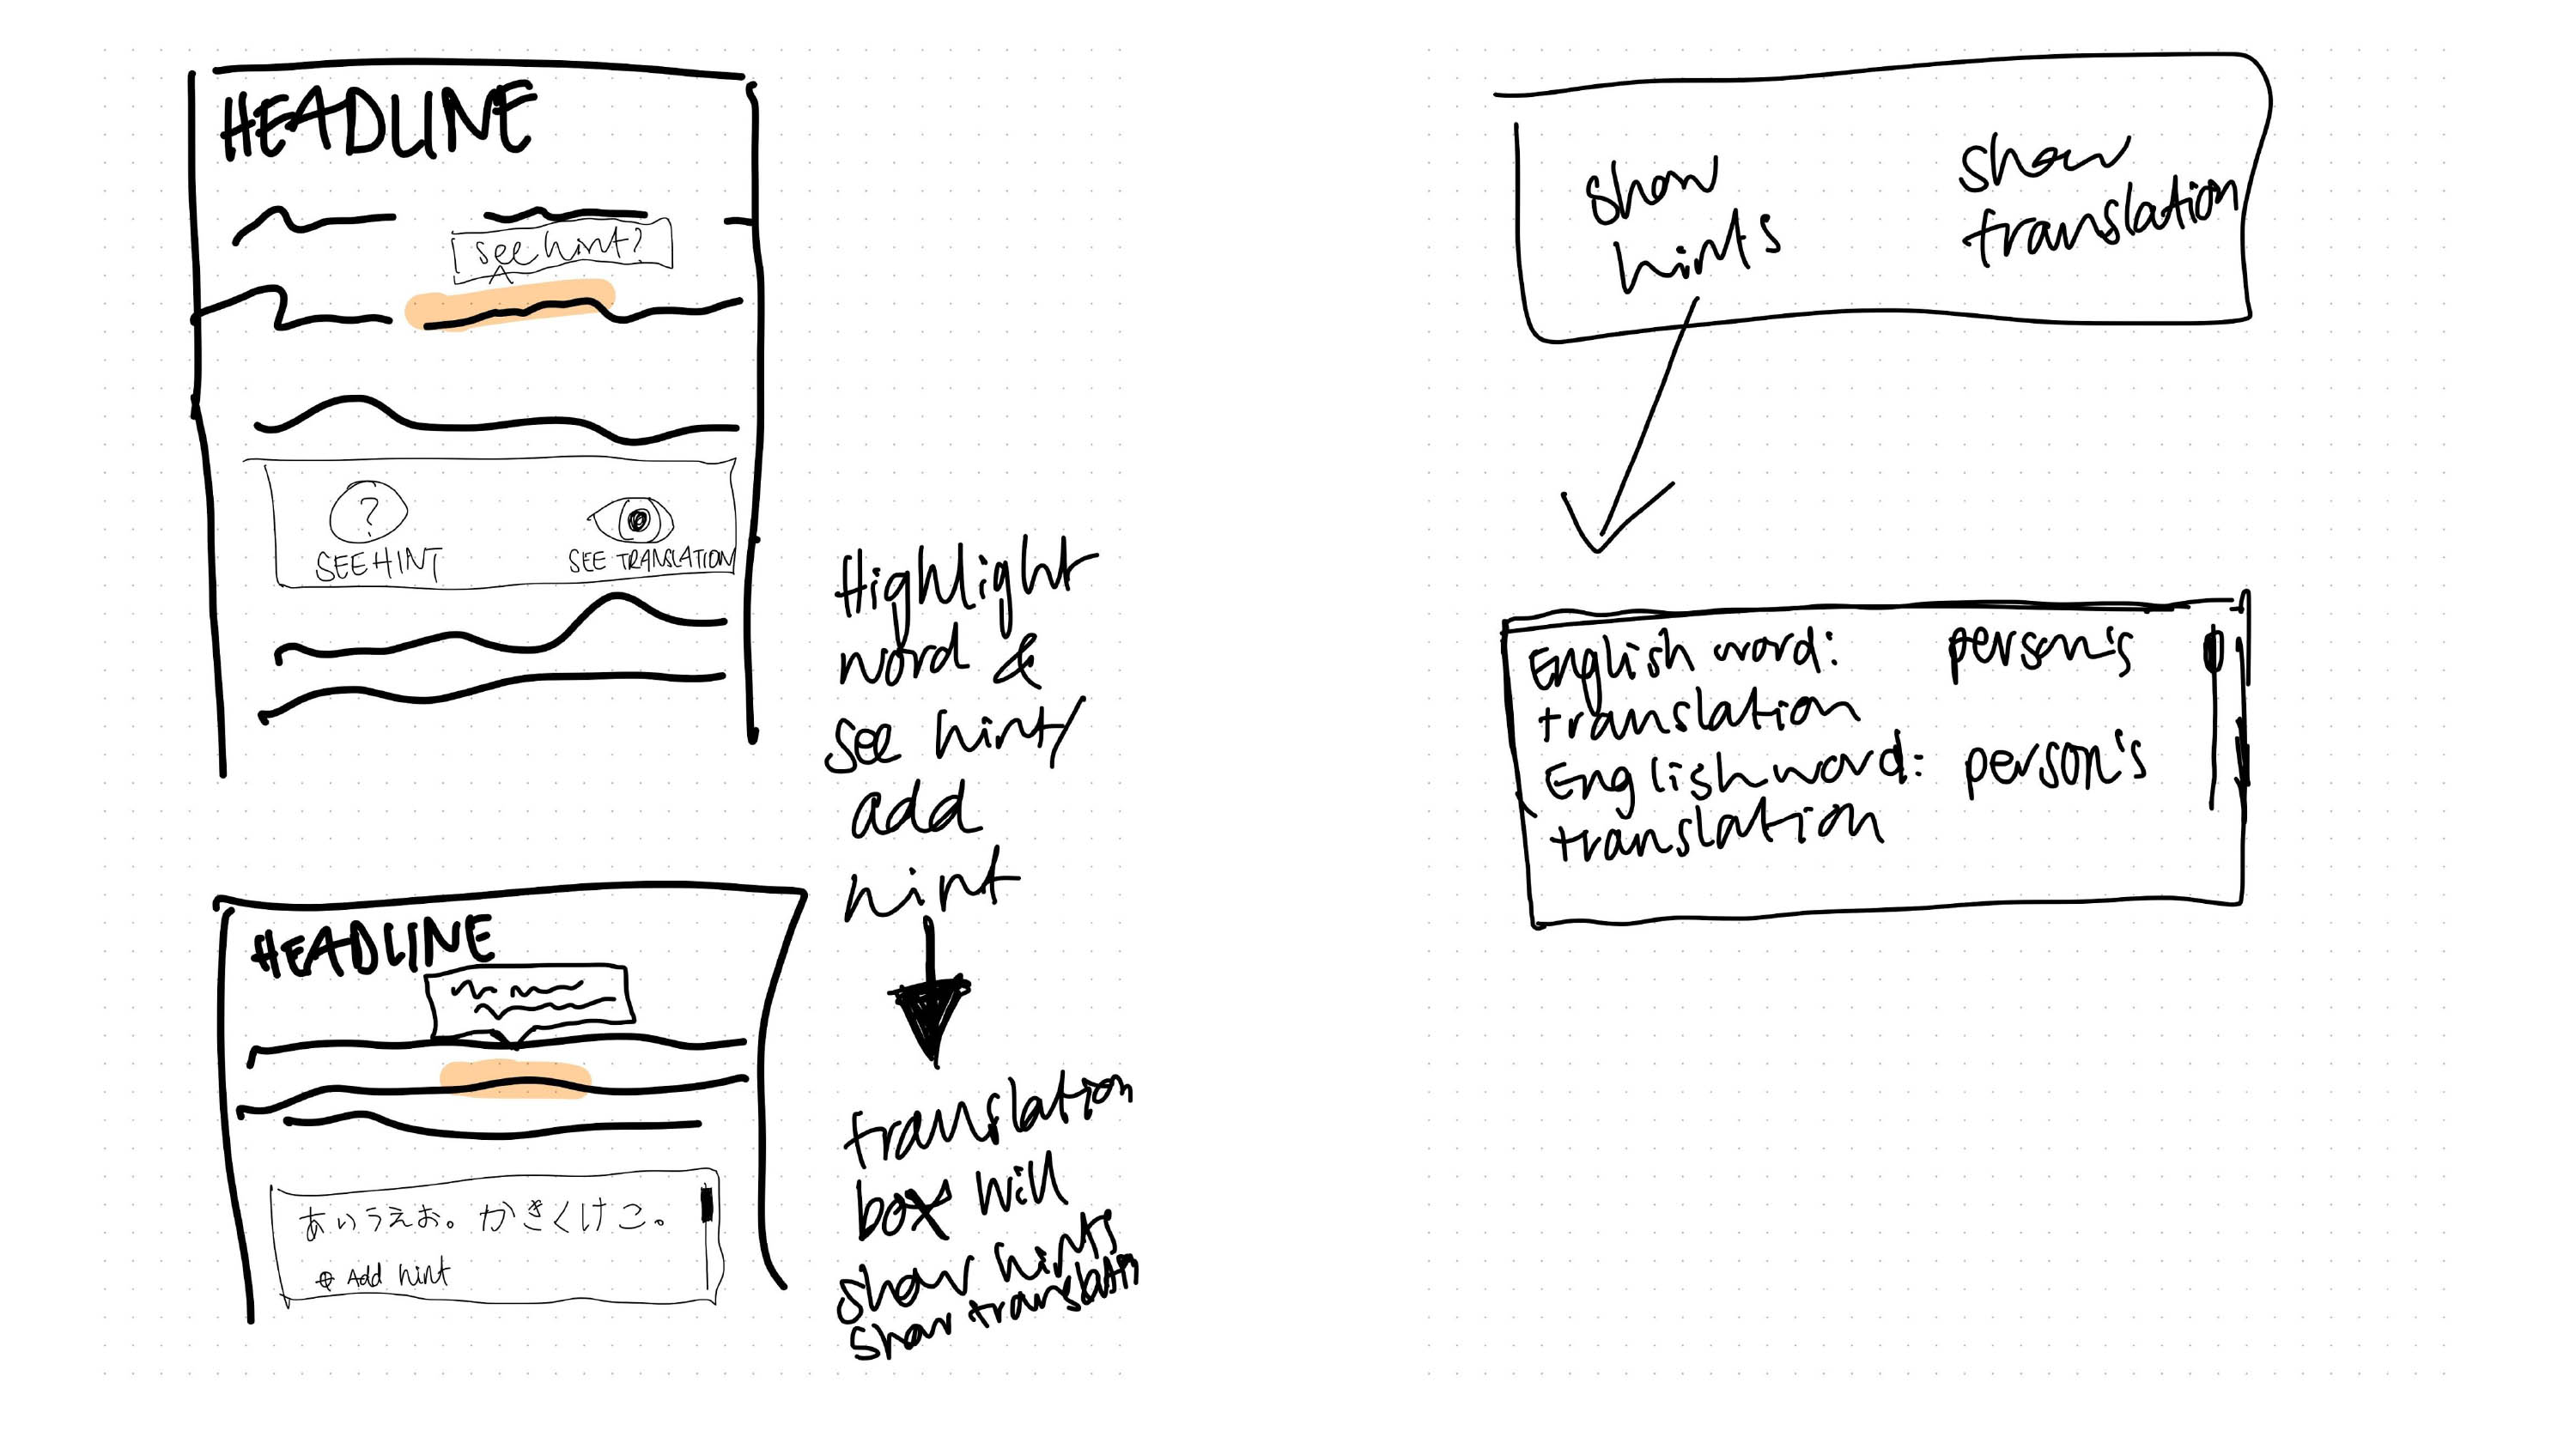 HEADLINE
see hint?
?
SEE HINT
SEE TRANSLATION
Highlight
word &
see hint/
add
hint
translation
box will
show hints
show translation
HEADLINE
あいうえお。かきくけこ。
⊕ Add hint
show
hints
show
translation
English word: person's
translation
English word: person's
translation